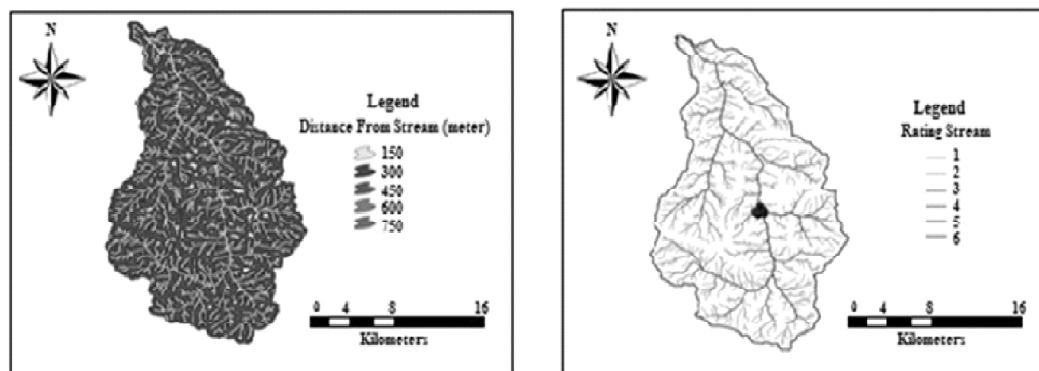 N
Legend
Distance From Stream (meter)
150
300
450
600
750
0 4 8 16
Kilometers
N
Legend
Rating Stream
1
2
3
4
5
6
0 4 8 16
Kilometers